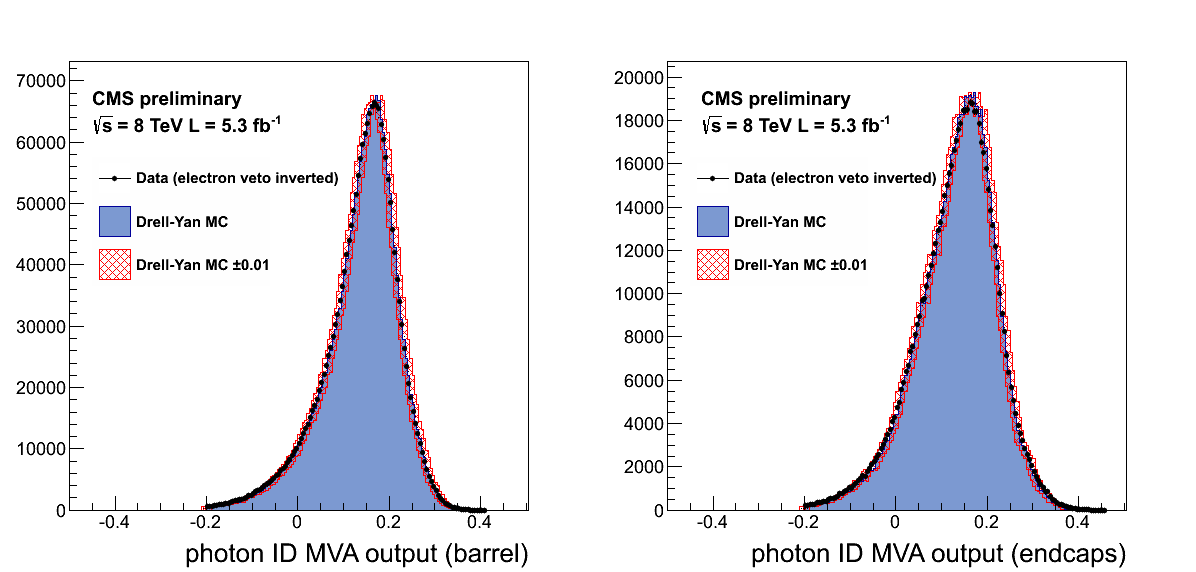 CMS preliminary
√s = 8 TeV L = 5.3 fb⁻¹
Data (electron veto inverted)
Drell-Yan MC
Drell-Yan MC ±0.01
70000
60000
50000
40000
30000
20000
10000
0
-0.4 -0.2 0 0.2 0.4
photon ID MVA output (barrel)
CMS preliminary
√s = 8 TeV L = 5.3 fb⁻¹
Data (electron veto inverted)
Drell-Yan MC
Drell-Yan MC ±0.01
20000
18000
16000
14000
12000
10000
8000
6000
4000
2000
0
-0.4 -0.2 0 0.2 0.4
photon ID MVA output (endcaps)